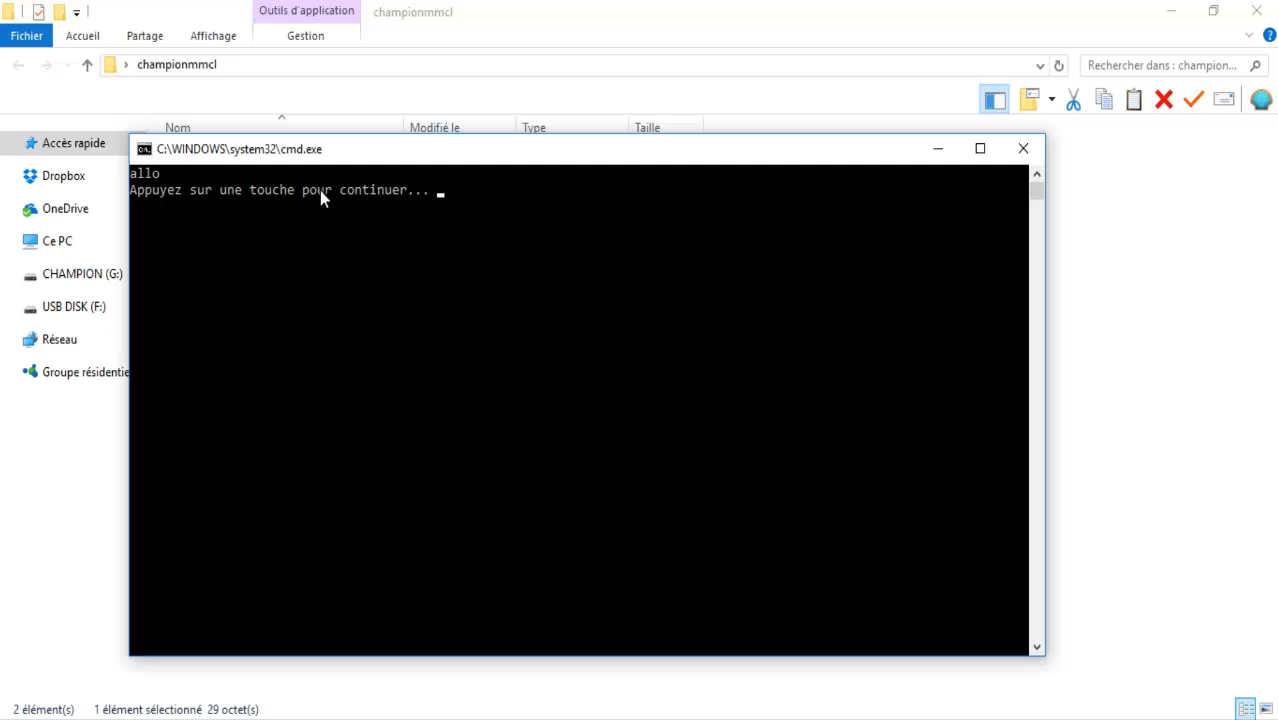 Outils d'application
championmmcl
Fichier
Accueil
Partage
Affichage
Gestion
championmmcl
Rechercher dans : champion...
Nom
Modifié le
Type
Taille
Accès rapide
Dropbox
OneDrive
Ce PC
CHAMPION (G:)
USB DISK (F:)
Réseau
Groupe résidentie
C:\WINDOWS\system32\cmd.exe
allo
Appuyez sur une touche pour continuer...
2 élément(s)
1 élément sélectionné 29 octet(s)